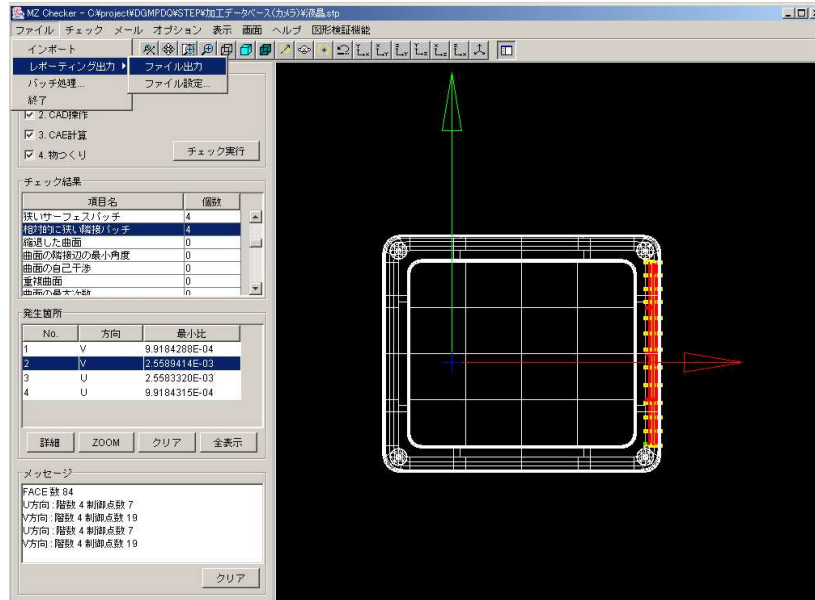 MZ Checker - C:¥project¥DGMPDQ¥STEP¥加工データベース(カメラ)¥液晶.stp
ファイル チェック メール オプション 表示 画面 ヘルプ 図形検証機能
インポート
レポーティング出力 ファイル出力
バッチ処理... ファイル設定...
終了
2. CAD操作
3. CAE計算
4. 物つくり チェック実行
チェック結果
項目名 個数
狭いサーフェスパッチ 4
相対的に狭い隣接パッチ 4
縮退した曲面 0
曲面の隣接辺の最小角度 0
曲面の自己干渉 0
重複曲面 0
曲面の最大次数 0
発生箇所
No. 方向 最小比
1 V 9.9184288E-04
2 V 2.5589414E-03
3 U 2.5583320E-03
4 U 9.9184315E-04
詳細 ZOOM クリア 全表示
メッセージ
FACE 数 84
U方向 : 階数 4 制御点数 7
V方向 : 階数 4 制御点数 19
U方向 : 階数 4 制御点数 7
V方向 : 階数 4 制御点数 19
クリア